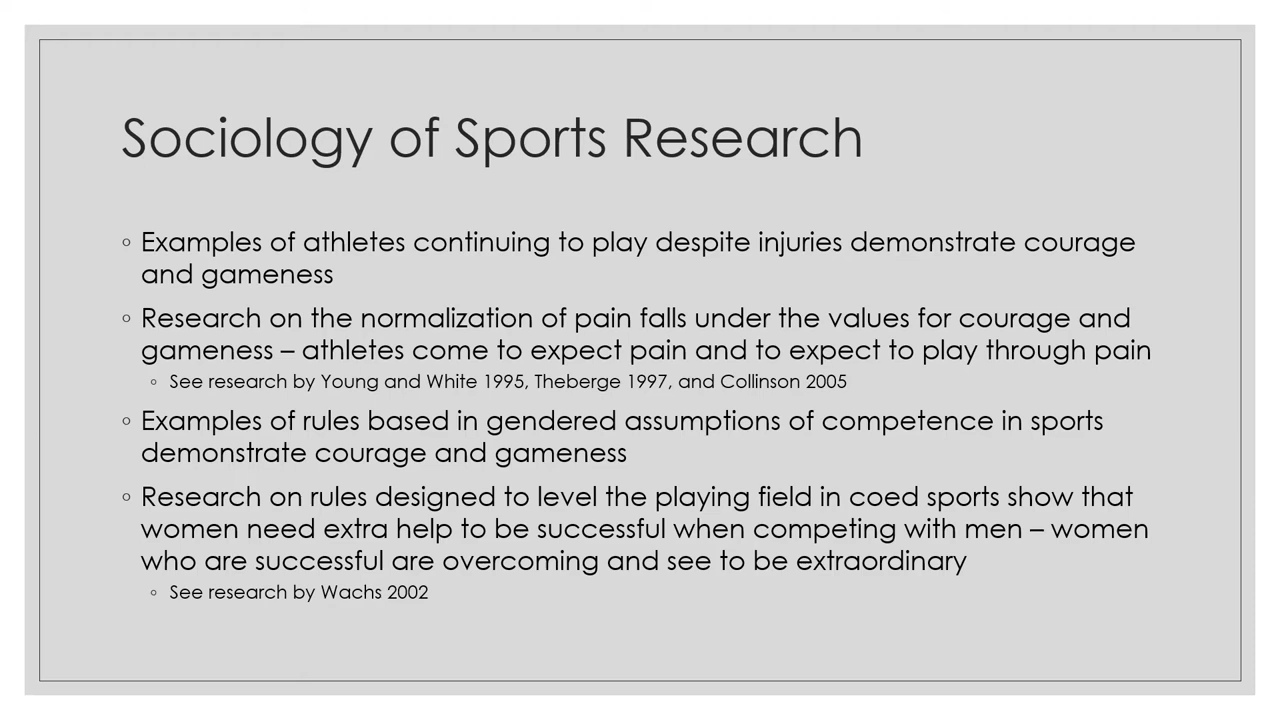 Sociology of Sports Research
◦ Examples of athletes continuing to play despite injuries demonstrate courage
and gameness
◦ Research on the normalization of pain falls under the values for courage and
gameness – athletes come to expect pain and to expect to play through pain
◦ See research by Young and White 1995, Theberge 1997, and Collinson 2005
◦ Examples of rules based in gendered assumptions of competence in sports
demonstrate courage and gameness
◦ Research on rules designed to level the playing field in coed sports show that
women need extra help to be successful when competing with men – women
who are successful are overcoming and see to be extraordinary
◦ See research by Wachs 2002